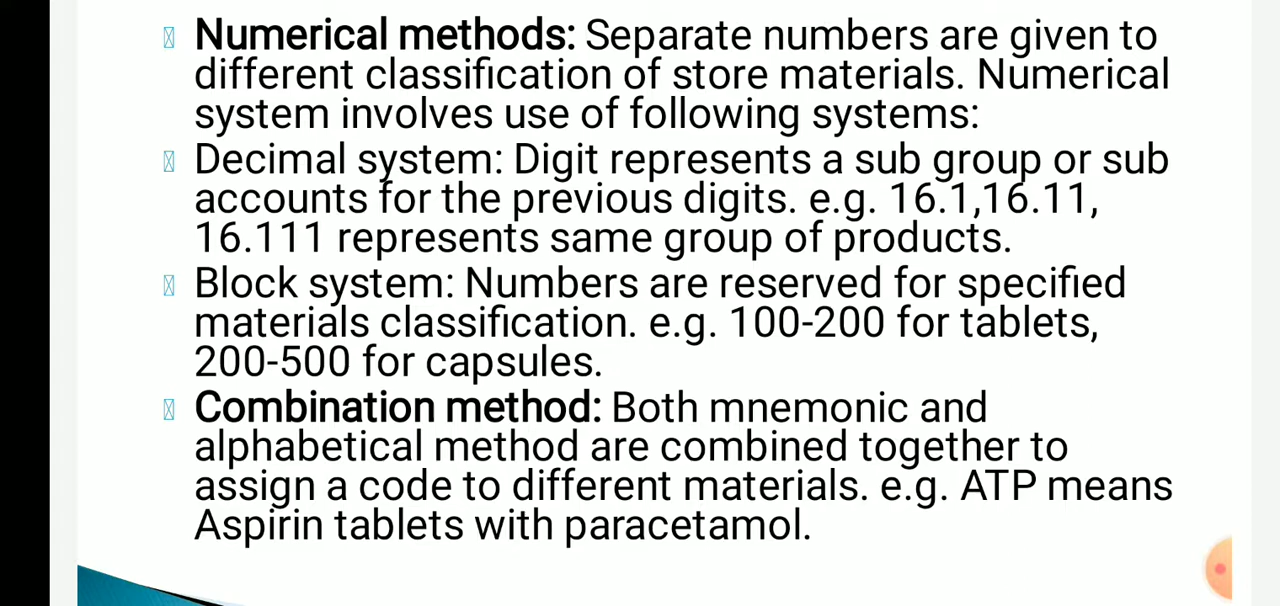 Numerical methods: Separate numbers are given to
different classification of store materials. Numerical
system involves use of following systems:
Decimal system: Digit represents a sub group or sub
accounts for the previous digits. e.g. 16.1,16.11,
16.111 represents same group of products.
Block system: Numbers are reserved for specified
materials classification. e.g. 100-200 for tablets,
200-500 for capsules.
Combination method: Both mnemonic and
alphabetical method are combined together to
assign a code to different materials. e.g. ATP means
Aspirin tablets with paracetamol.